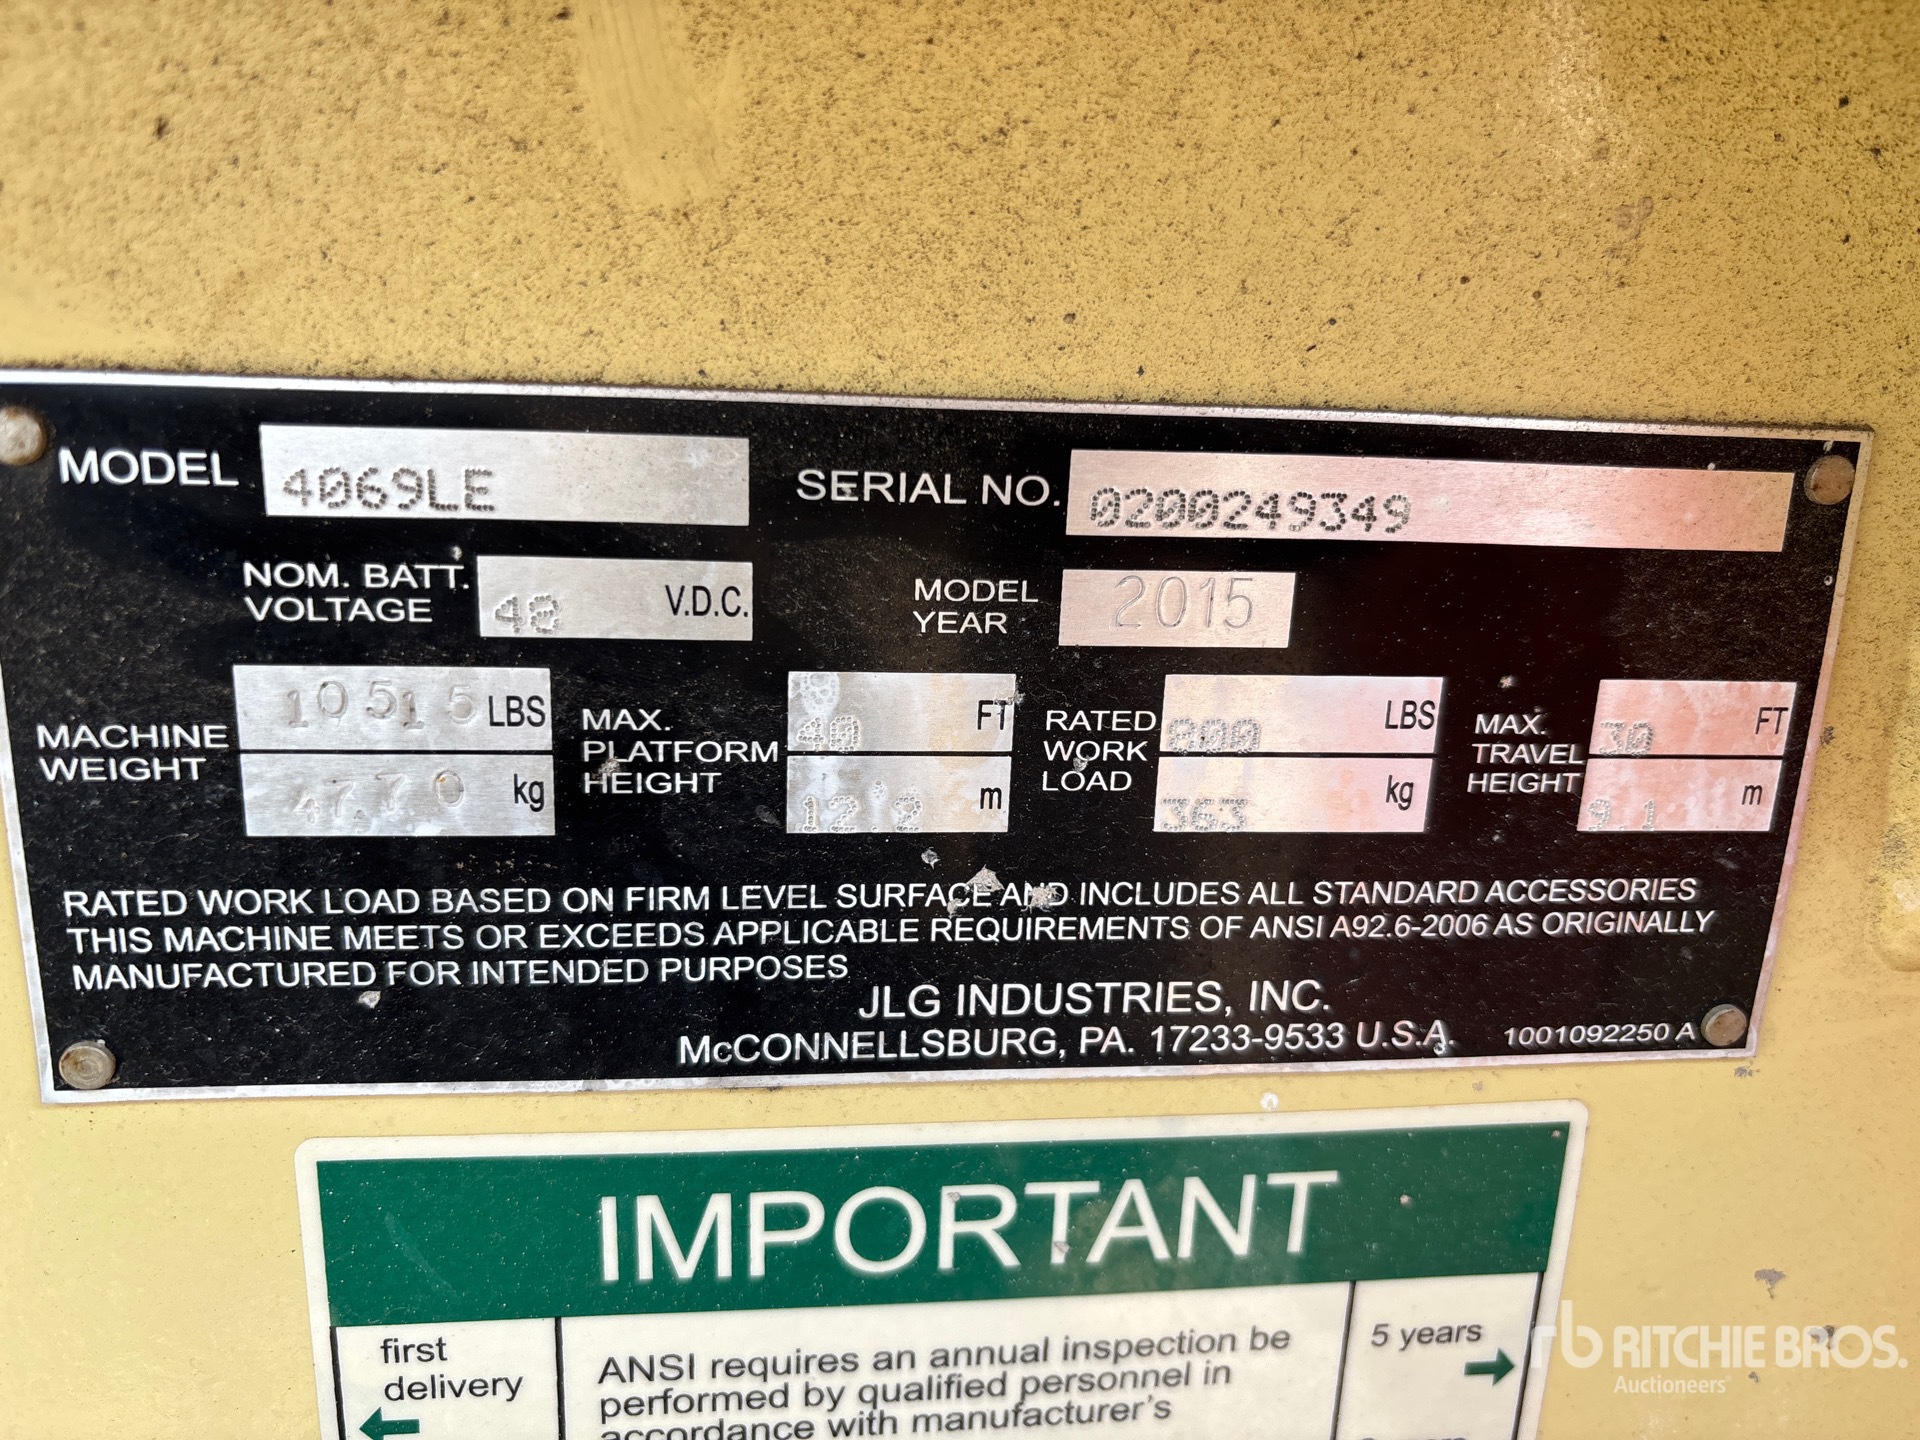 MODEL 4069LE SERIAL NO. 0200249349
NOM. BATT. VOLTAGE 48 V.D.C. MODEL YEAR 2015
MACHINE WEIGHT 10515 LBS 4770 kg
MAX. PLATFORM HEIGHT 40 FT 12.2 m
RATED WORK LOAD 800 LBS 363 kg
MAX. TRAVEL HEIGHT 30 FT 9.1 m
RATED WORK LOAD BASED ON FIRM LEVEL SURFACE AND INCLUDES ALL STANDARD ACCESSORIES
THIS MACHINE MEETS OR EXCEEDS APPLICABLE REQUIREMENTS OF ANSI A92.6-2006 AS ORIGINALLY
MANUFACTURED FOR INTENDED PURPOSES
JLG INDUSTRIES, INC.
McCONNELLSBURG, PA. 17233-9533 U.S.A. 1001092250 A
IMPORTANT
first
delivery
ANSI requires an annual inspection be
performed by qualified personnel in
accordance with manufacturer's
5 years
rb RITCHIE BROS.
Auctioneers